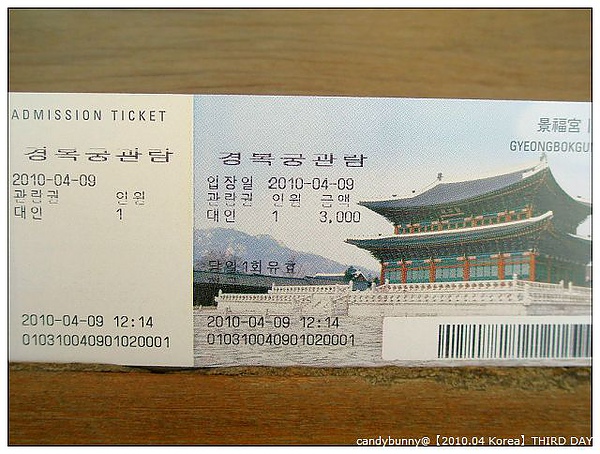 ADMISSION TICKET
경복궁관람
2010-04-09
관람권 인원
대인 1
2010-04-09 12:14
010310040901020001
景福宮
GYEONGBOKGU
경복궁관람
입장일 2010-04-09
관람권 인원 금액
대인 1 3,000
당일1회유효
2010-04-09 12:14
010310040901020001
candybunny@【2010.04 Korea】THIRD DAY